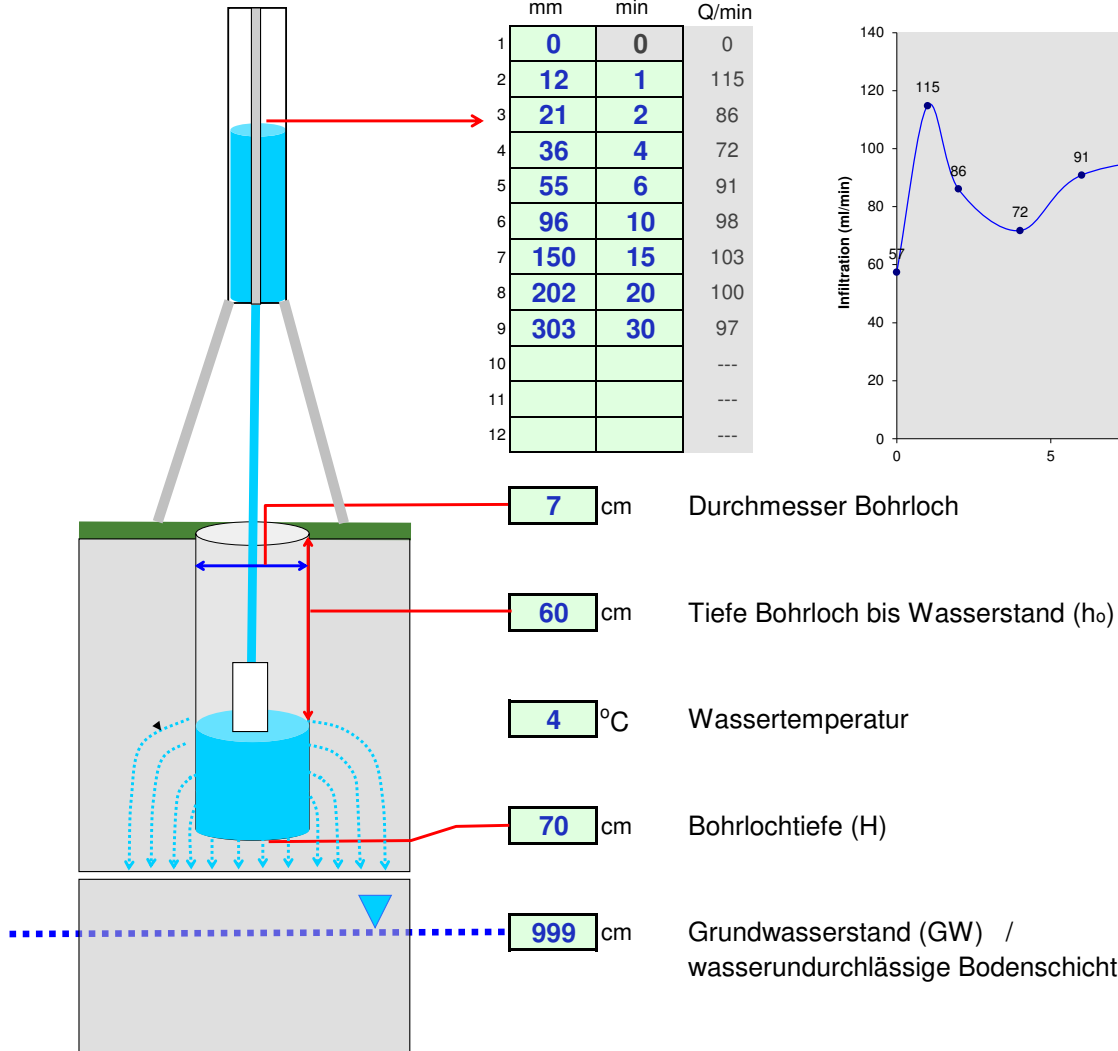 mm min Q/min
1 0 0 0
2 12 1 115
3 21 2 86
4 36 4 72
5 55 6 91
6 96 10 98
7 150 15 103
8 202 20 100
9 303 30 97
10 ---
11 ---
12 ---
Infiltration (ml/min)
140
120
100
80
60
40
20
0
0 5
57
115
86
72
91
7 cm Durchmesser Bohrloch
60 cm Tiefe Bohrloch bis Wasserstand (ho)
4 °C Wassertemperatur
70 cm Bohrlochtiefe (H)
999 cm Grundwasserstand (GW) /
wasserundurchlässige Bodenschicht